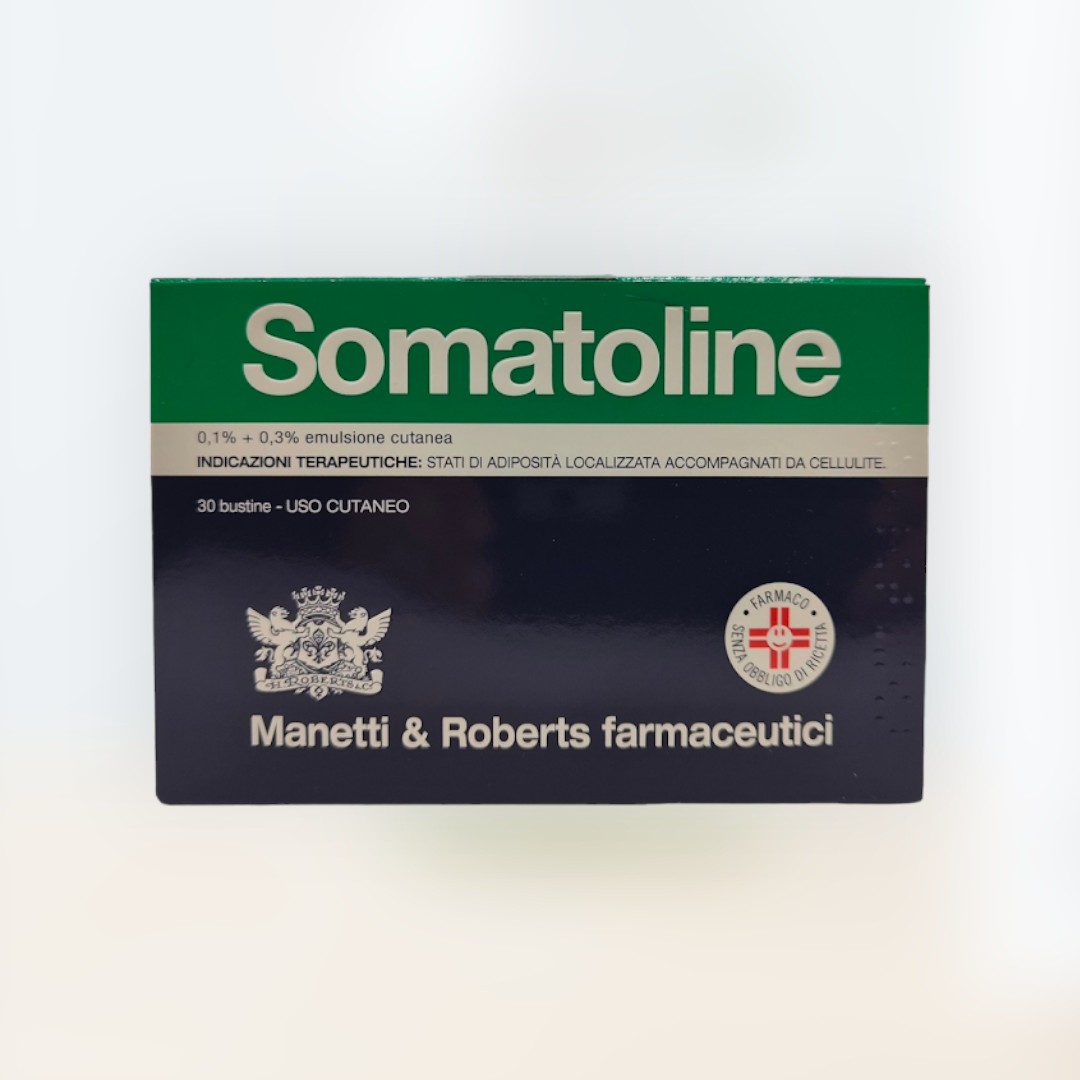 Somatoline
0,1% + 0,3% emulsione cutanea
INDICAZIONI TERAPEUTICHE: STATI DI ADIPOSITÀ LOCALIZZATA ACCOMPAGNATI DA CELLULITE.
30 bustine - USO CUTANEO
H. ROBERTS & C.
• FARMACO • SENZA OBBLIGO DI RICETTA
Manetti & Roberts farmaceutici